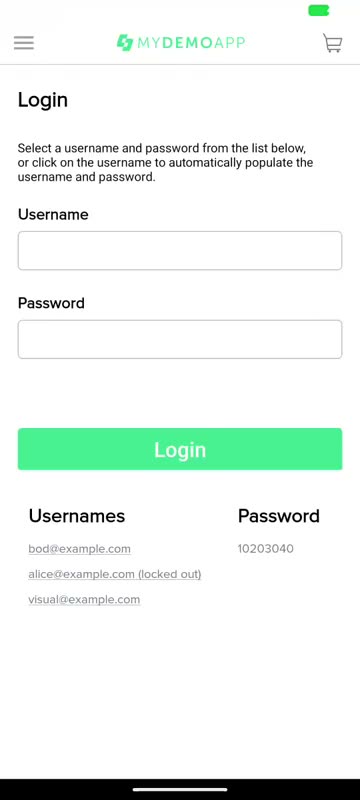 MYDEMOAPP
Login
Select a username and password from the list below,
or click on the username to automatically populate the
username and password.
Username
Password
Login
Usernames
Password
bod@example.com
10203040
alice@example.com (locked out)
visual@example.com